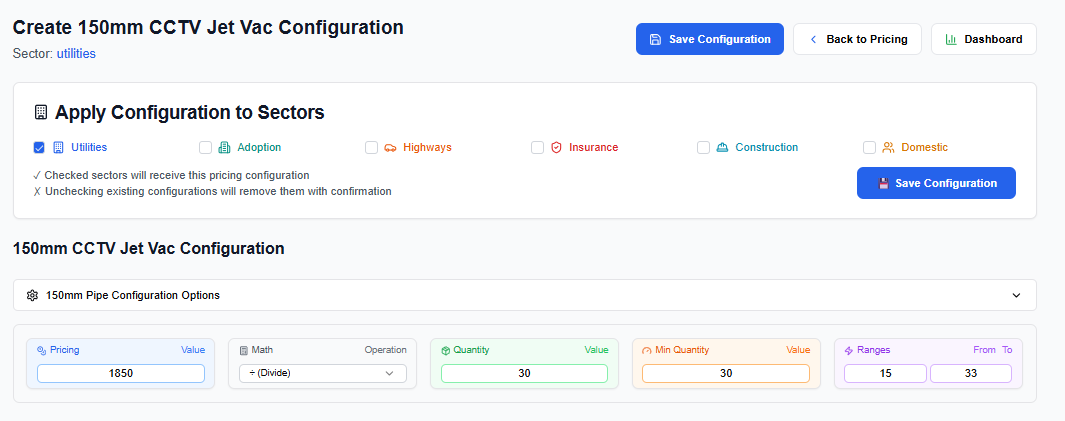 Create 150mm CCTV Jet Vac Configuration
Sector: utilities
Save Configuration
Back to Pricing
Dashboard
Apply Configuration to Sectors
Utilities
Adoption
Highways
Insurance
Construction
Domestic
✓ Checked sectors will receive this pricing configuration
✗ Unchecking existing configurations will remove them with confirmation
Save Configuration
150mm CCTV Jet Vac Configuration
150mm Pipe Configuration Options
Pricing Value
1850
Math Operation
÷ (Divide)
Quantity Value
30
Min Quantity Value
30
Ranges From To
15 33